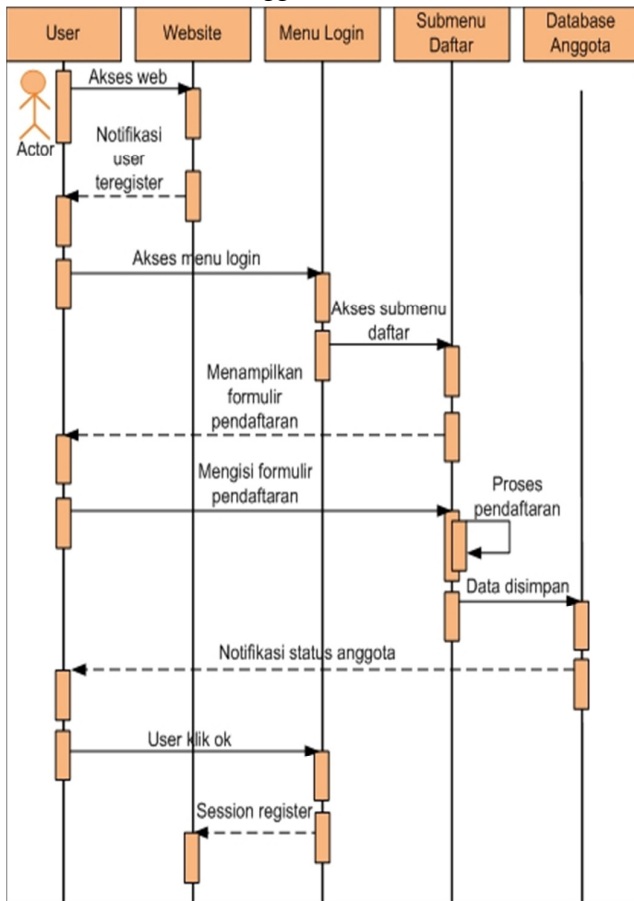 User
Website
Menu Login
Submenu
Daftar
Database
Anggota
Akses web
Actor
Notifikasi
user
teregister
Akses menu login
Akses submenu
daftar
Menampilkan
formulir
pendaftaran
Mengisi formulir
pendaftaran
Proses
pendaftaran
Data disimpan
Notifikasi status anggota
User klik ok
Session register